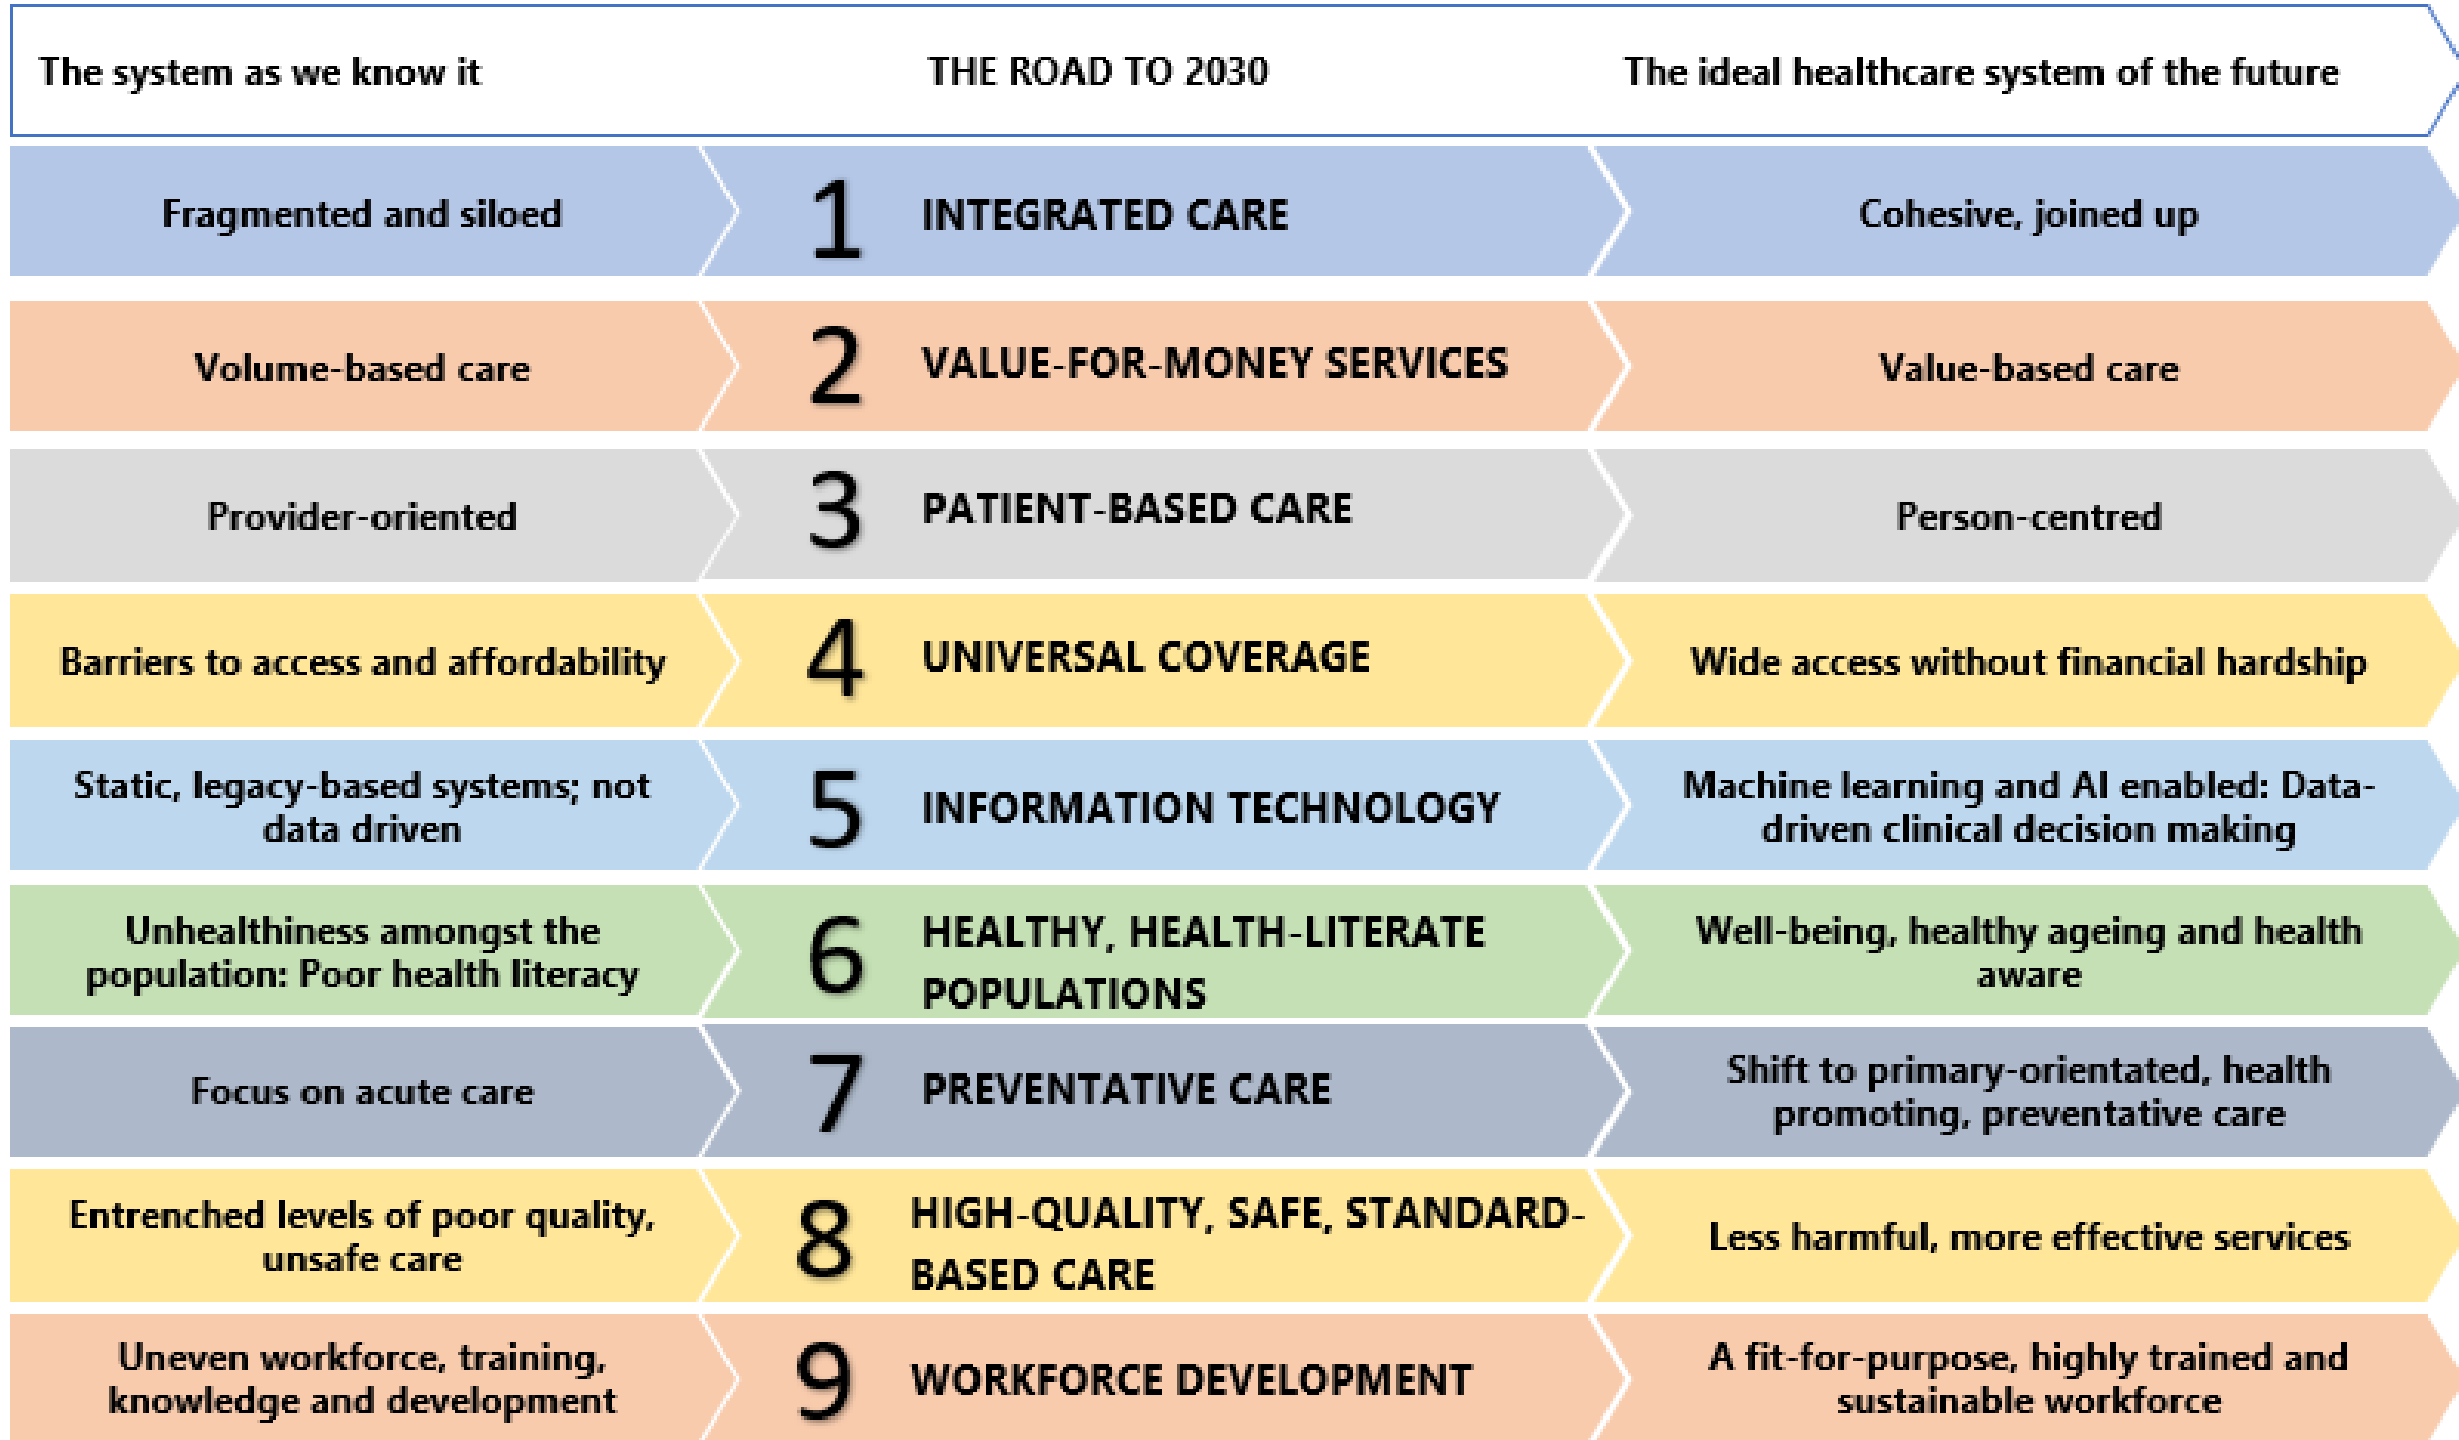 The system as we know it
THE ROAD TO 2030
The ideal healthcare system of the future
Fragmented and siloed
1
INTEGRATED CARE
Cohesive, joined up
Volume-based care
2
VALUE-FOR-MONEY SERVICES
Value-based care
Provider-oriented
3
PATIENT-BASED CARE
Person-centred
Barriers to access and affordability
4
UNIVERSAL COVERAGE
Wide access without financial hardship
Static, legacy-based systems; not
data driven
5
INFORMATION TECHNOLOGY
Machine learning and AI enabled: Data-
driven clinical decision making
Unhealthiness amongst the
population: Poor health literacy
6
HEALTHY, HEALTH-LITERATE
POPULATIONS
Well-being, healthy ageing and health
aware
Focus on acute care
7
PREVENTATIVE CARE
Shift to primary-orientated, health
promoting, preventative care
Entrenched levels of poor quality,
unsafe care
8
HIGH-QUALITY, SAFE, STANDARD-
BASED CARE
Less harmful, more effective services
Uneven workforce, training,
knowledge and development
9
WORKFORCE DEVELOPMENT
A fit-for-purpose, highly trained and
sustainable workforce